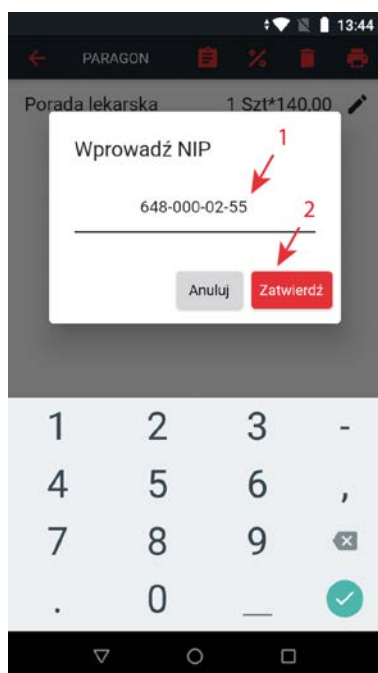 13:44
PARAGON
Porada lekarska 1 Szt*140.00
Wprowadź NIP
1
648-000-02-55
2
Anuluj Zatwierdź
1 2 3 -
4 5 6 ,
7 8 9
. 0 _